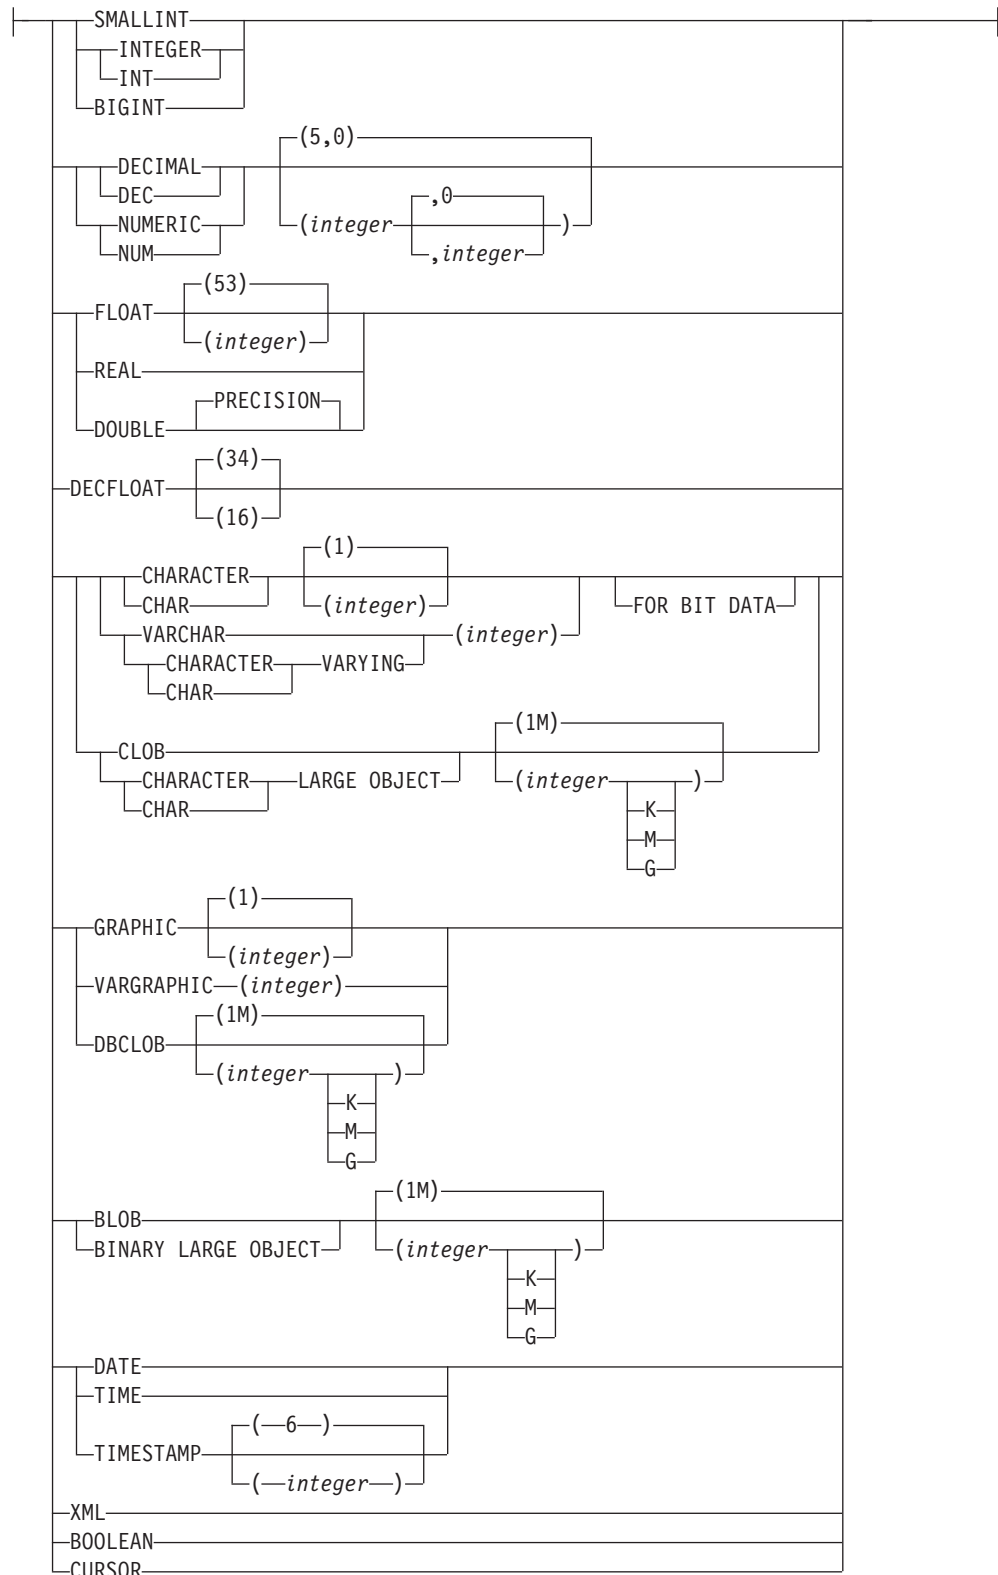 SMALLINT
INTEGER
INT
BIGINT
(5,0)
DECIMAL
DEC
,0
NUMERIC
(integer
)
NUM
,integer
(53)
FLOAT
(integer)
REAL
PRECISION
DOUBLE
(34)
DECFLOAT
(16)
(1)
CHARACTER
CHAR
(integer)
FOR BIT DATA
VARCHAR
(integer)
CHARACTER
VARYING
CHAR
(1M)
CLOB
CHARACTER
LARGE OBJECT
(integer
)
CHAR
K
M
G
(1)
GRAPHIC
(integer)
VARGRAPHIC
(integer)
(1M)
DBCLOB
(integer
)
K
M
G
(1M)
BLOB
BINARY LARGE OBJECT
(integer
)
K
M
G
DATE
TIME
( 6 )
TIMESTAMP
( integer )
XML
BOOLEAN
CURSOR